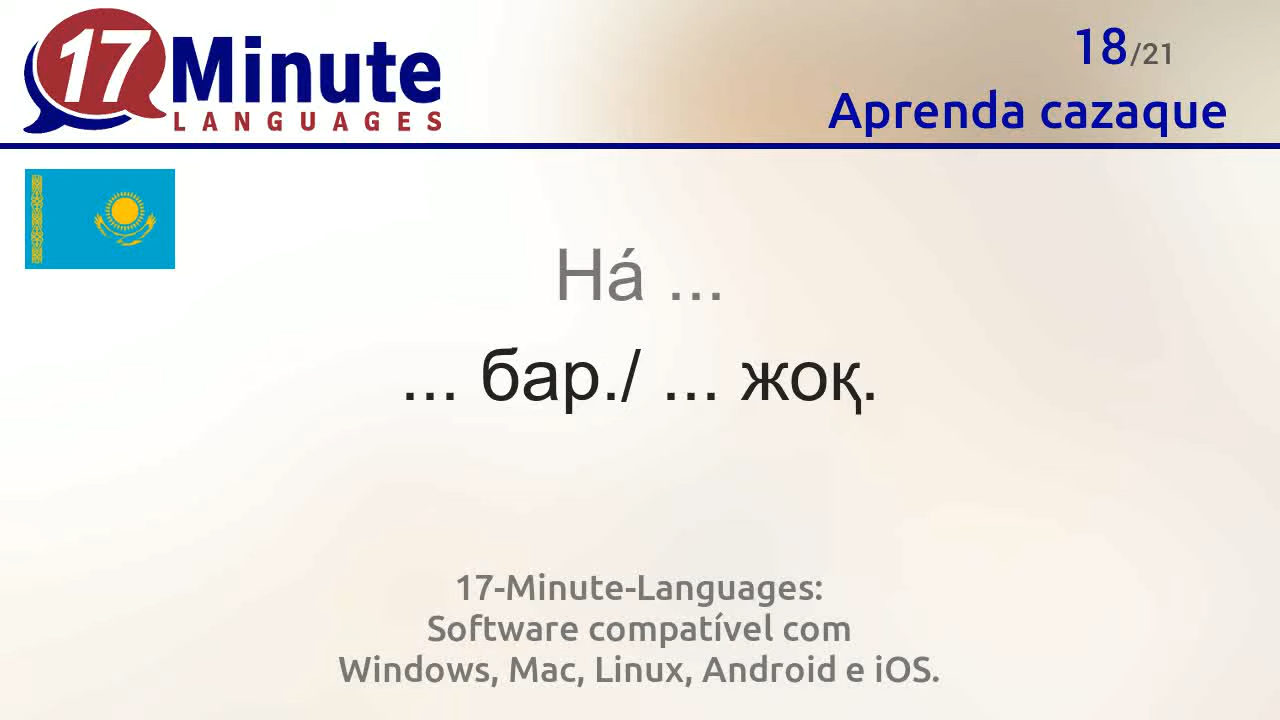 17 Minute
LANGUAGES
18/21
Aprenda cazaque
Há ...
... бар./ ... жоқ.
17-Minute-Languages:
Software compatível com
Windows, Mac, Linux, Android e iOS.